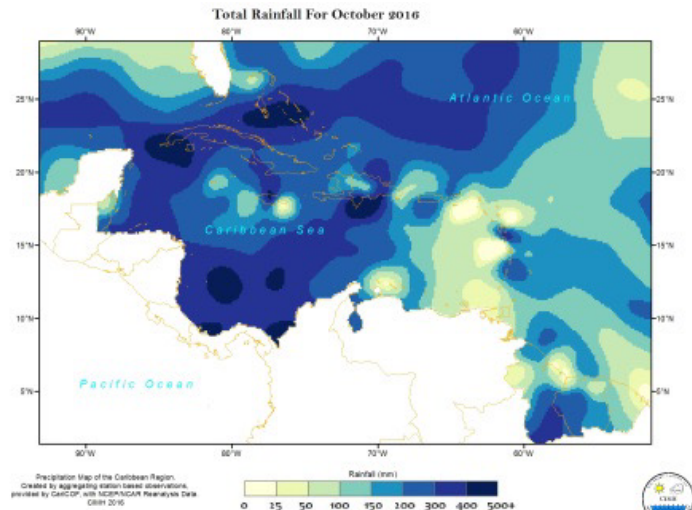 Total Rainfall For October 2016
25°N
20°N
15°N
10°N
5°N
90°W
80°W
70°W
60°W
25°N
20°N
15°N
10°N
5°N
90°W
80°W
70°W
60°W
Atlantic Ocean
Caribbean Sea
Pacific Ocean
Precipitation Map of the Caribbean Region.
Created by aggregating station based observations,
provided by CariCOF, with NCEP/NCAR Reanalysis Data.
CIMH 2016
Rainfall (mm)
0 15 50 100 150 100 300 400 500+
CIMH